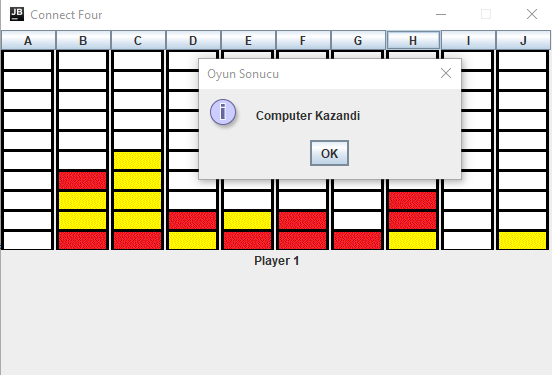 JB Connect Four
A B C D E F G H I J
Oyun Sonucu
Computer Kazandi
OK
Player 1